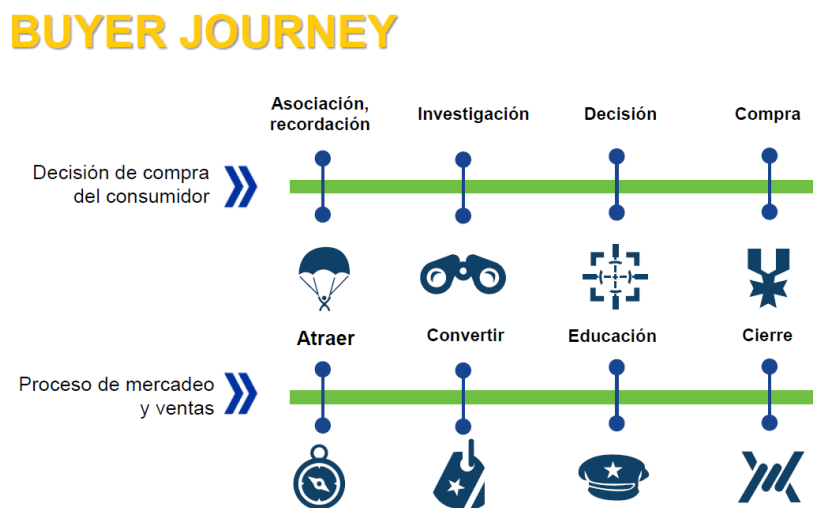 BUYER JOURNEY
Asociación,
recordación
Investigación
Decisión
Compra
Decisión de compra
del consumidor
Atraer
Convertir
Educación
Cierre
Proceso de mercadeo
y ventas